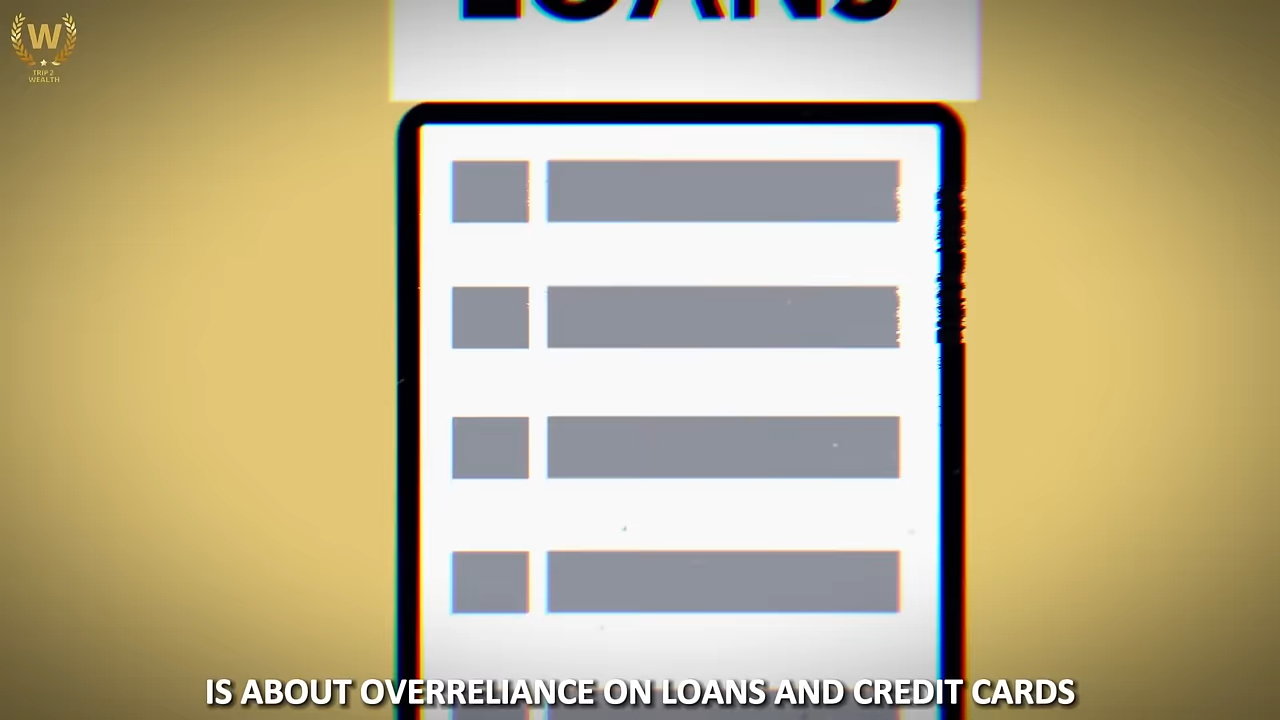 LOANS
W
TRIP 2
WEALTH
IS ABOUT OVERRELIANCE ON LOANS AND CREDIT CARDS